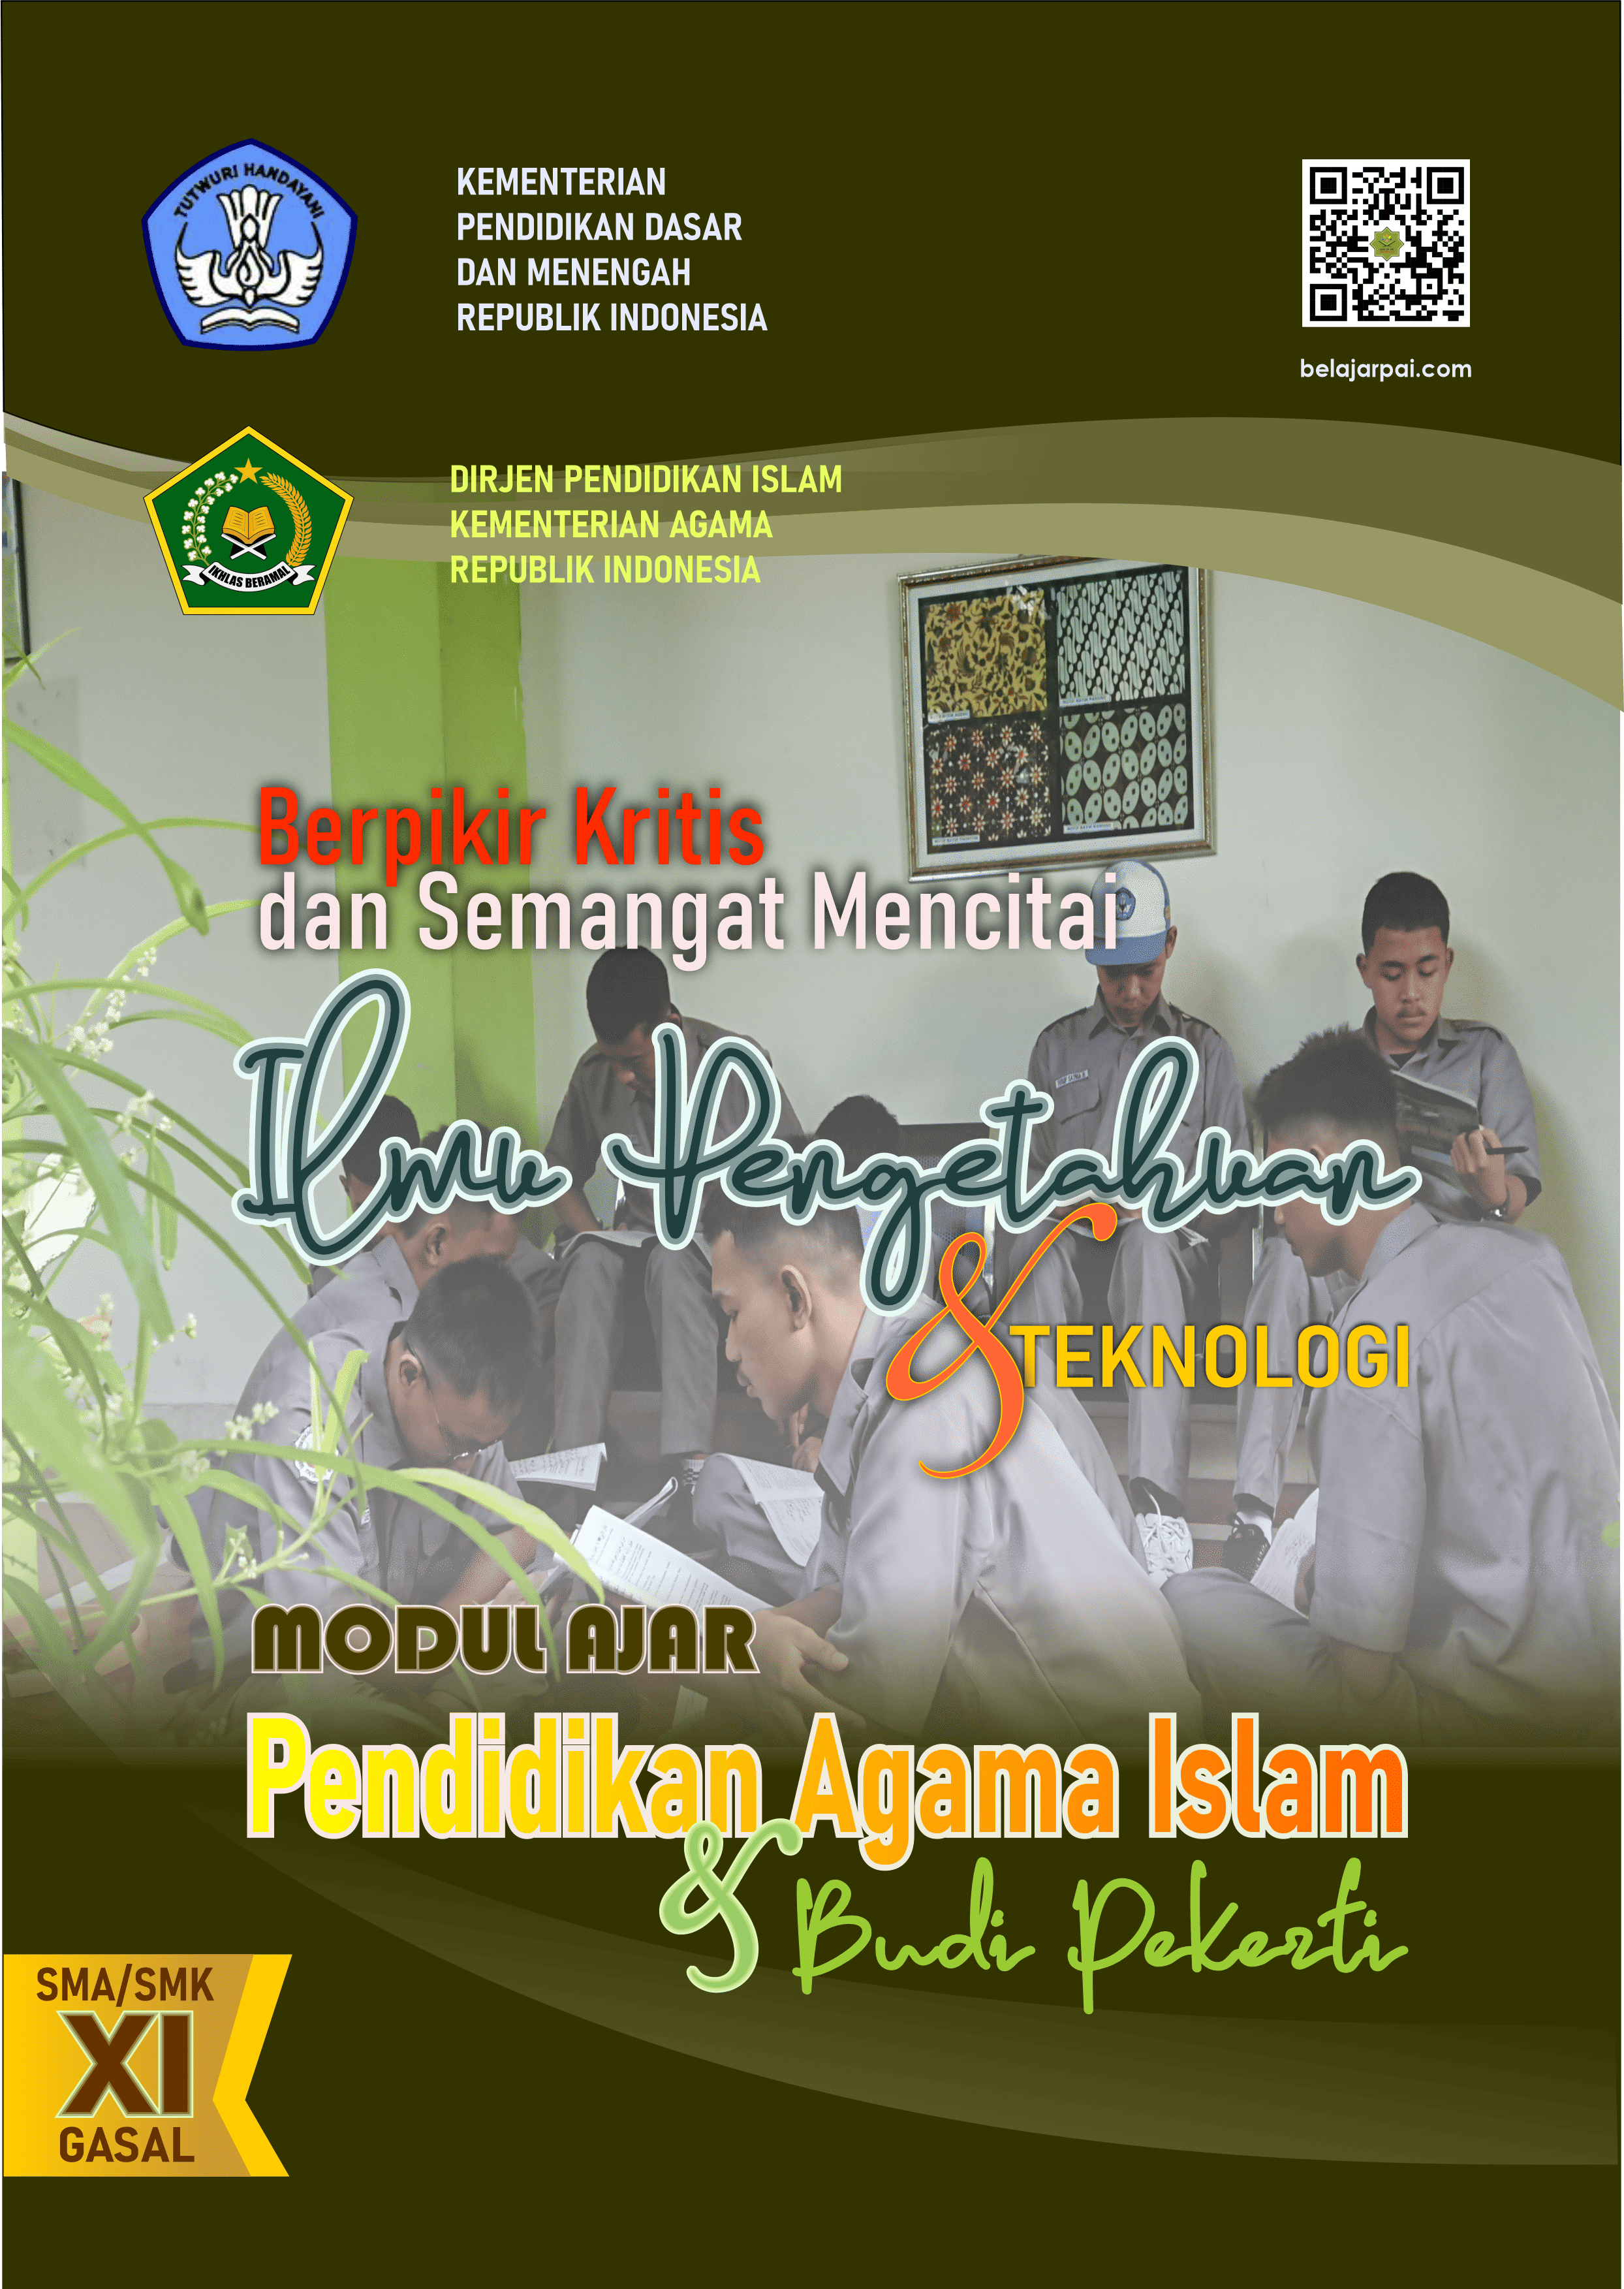 TUTWURI HANDAYANI
KEMENTERIAN
PENDIDIKAN DASAR
DAN MENENGAH
REPUBLIK INDONESIA
belajarpai.com
IKHLAS BERAMAL
DIRJEN PENDIDIKAN ISLAM
KEMENTERIAN AGAMA
REPUBLIK INDONESIA
Berpikir Kritis
dan Semangat Mencitai
Ilmu Pengetahuan
& TEKNOLOGI
MODUL AJAR
Pendidikan Agama Islam
& Budi Pekerti
SMA/SMK
XI
GASAL